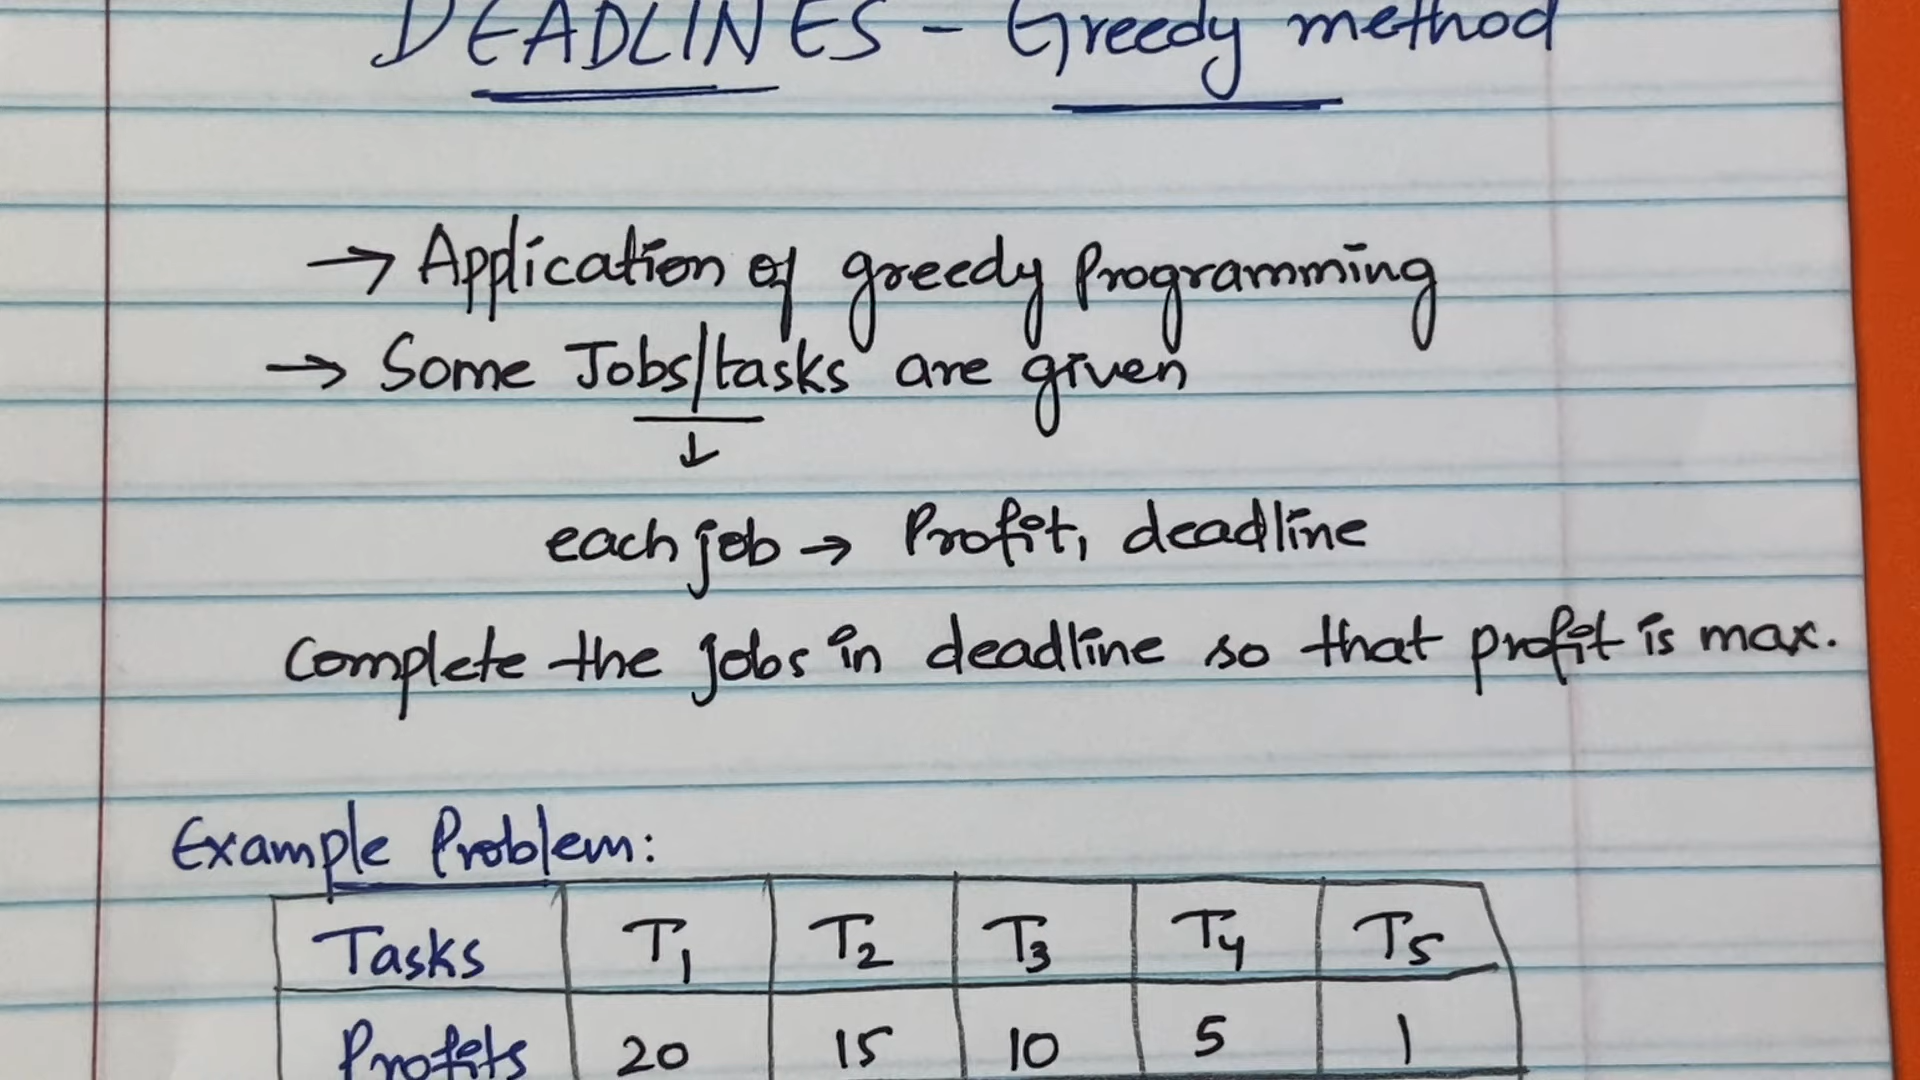 DEADLINES - Greedy method
→ Application of greedy Programming
→ Some Jobs/tasks are given
↓
each job → Profit, deadline
Complete the jobs in deadline so that profit is max.
Example Problem:
Tasks T1 T2 T3 T4 T5
Profits 20 15 10 5 1